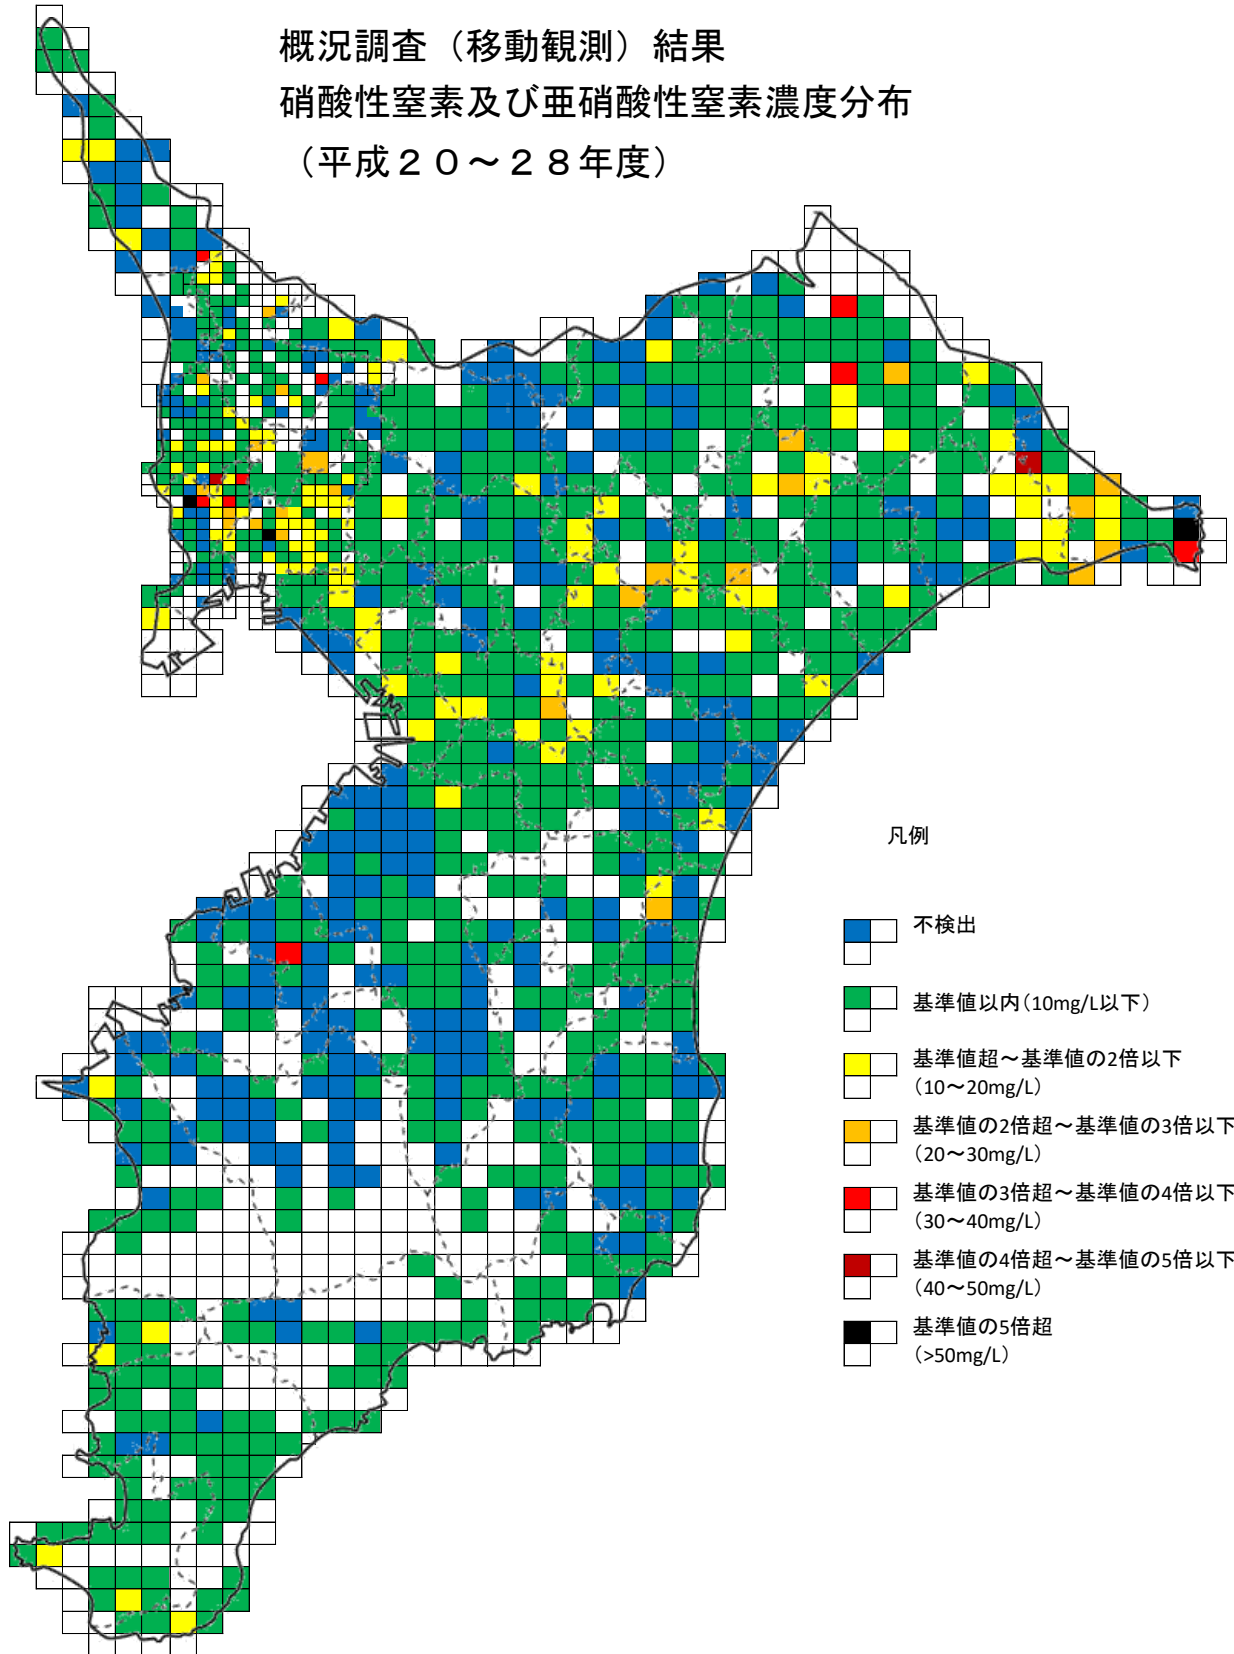 概況調査（移動観測）結果
硝酸性窒素及び亜硝酸性窒素濃度分布
（平成２０～２８年度）
凡例
不検出
基準値以内（10mg/L以下）
基準値超～基準値の2倍以下
（10～20mg/L）
基準値の2倍超～基準値の3倍以下
（20～30mg/L）
基準値の3倍超～基準値の4倍以下
（30～40mg/L）
基準値の4倍超～基準値の5倍以下
（40～50mg/L）
基準値の5倍超
（>50mg/L）